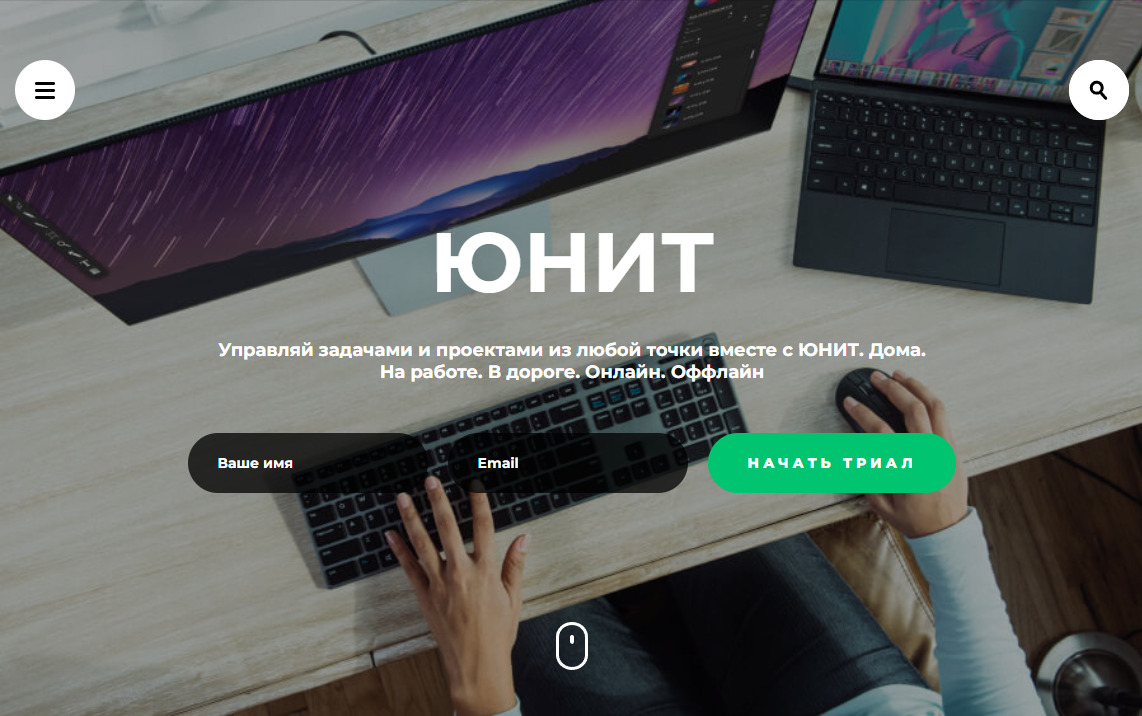 ЮНИТ
Управляй задачами и проектами из любой точки вместе с ЮНИТ. Дома.
На работе. В дороге. Онлайн. Оффлайн
Ваше имя
Email
НАЧАТЬ ТРИАЛ